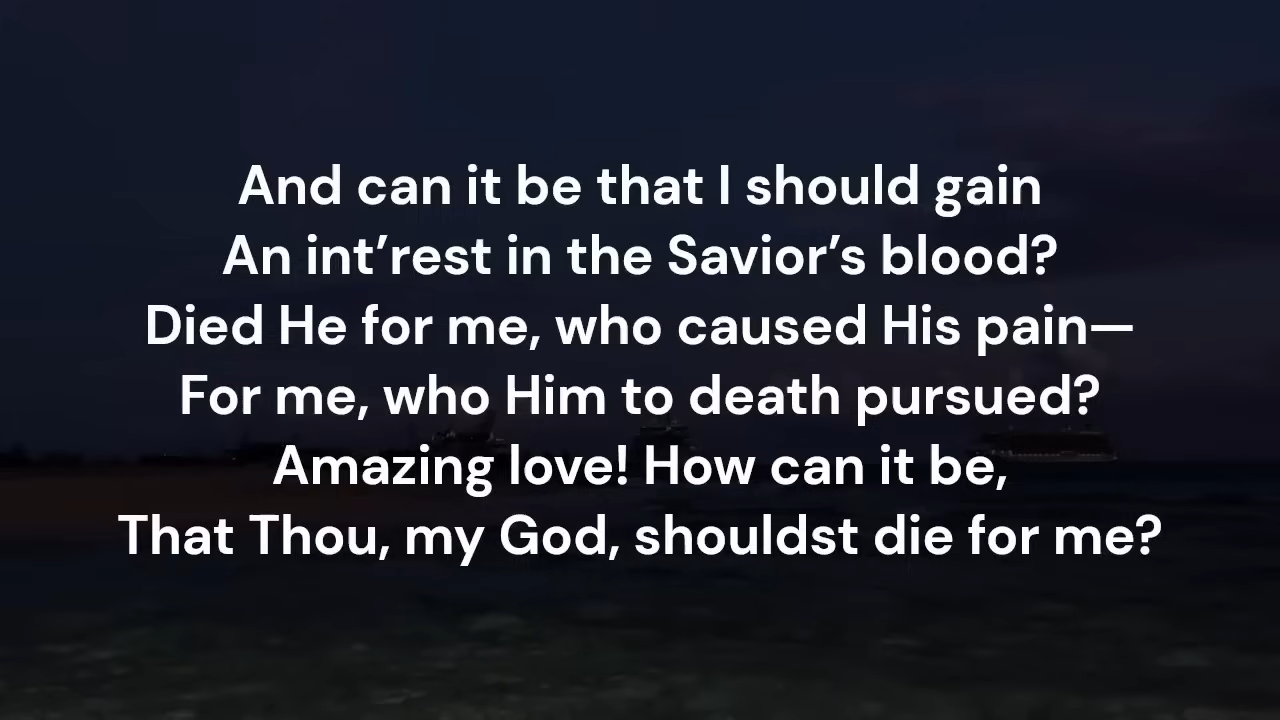 And can it be that I should gain
An int’rest in the Savior’s blood?
Died He for me, who caused His pain—
For me, who Him to death pursued?
Amazing love! How can it be,
That Thou, my God, shouldst die for me?